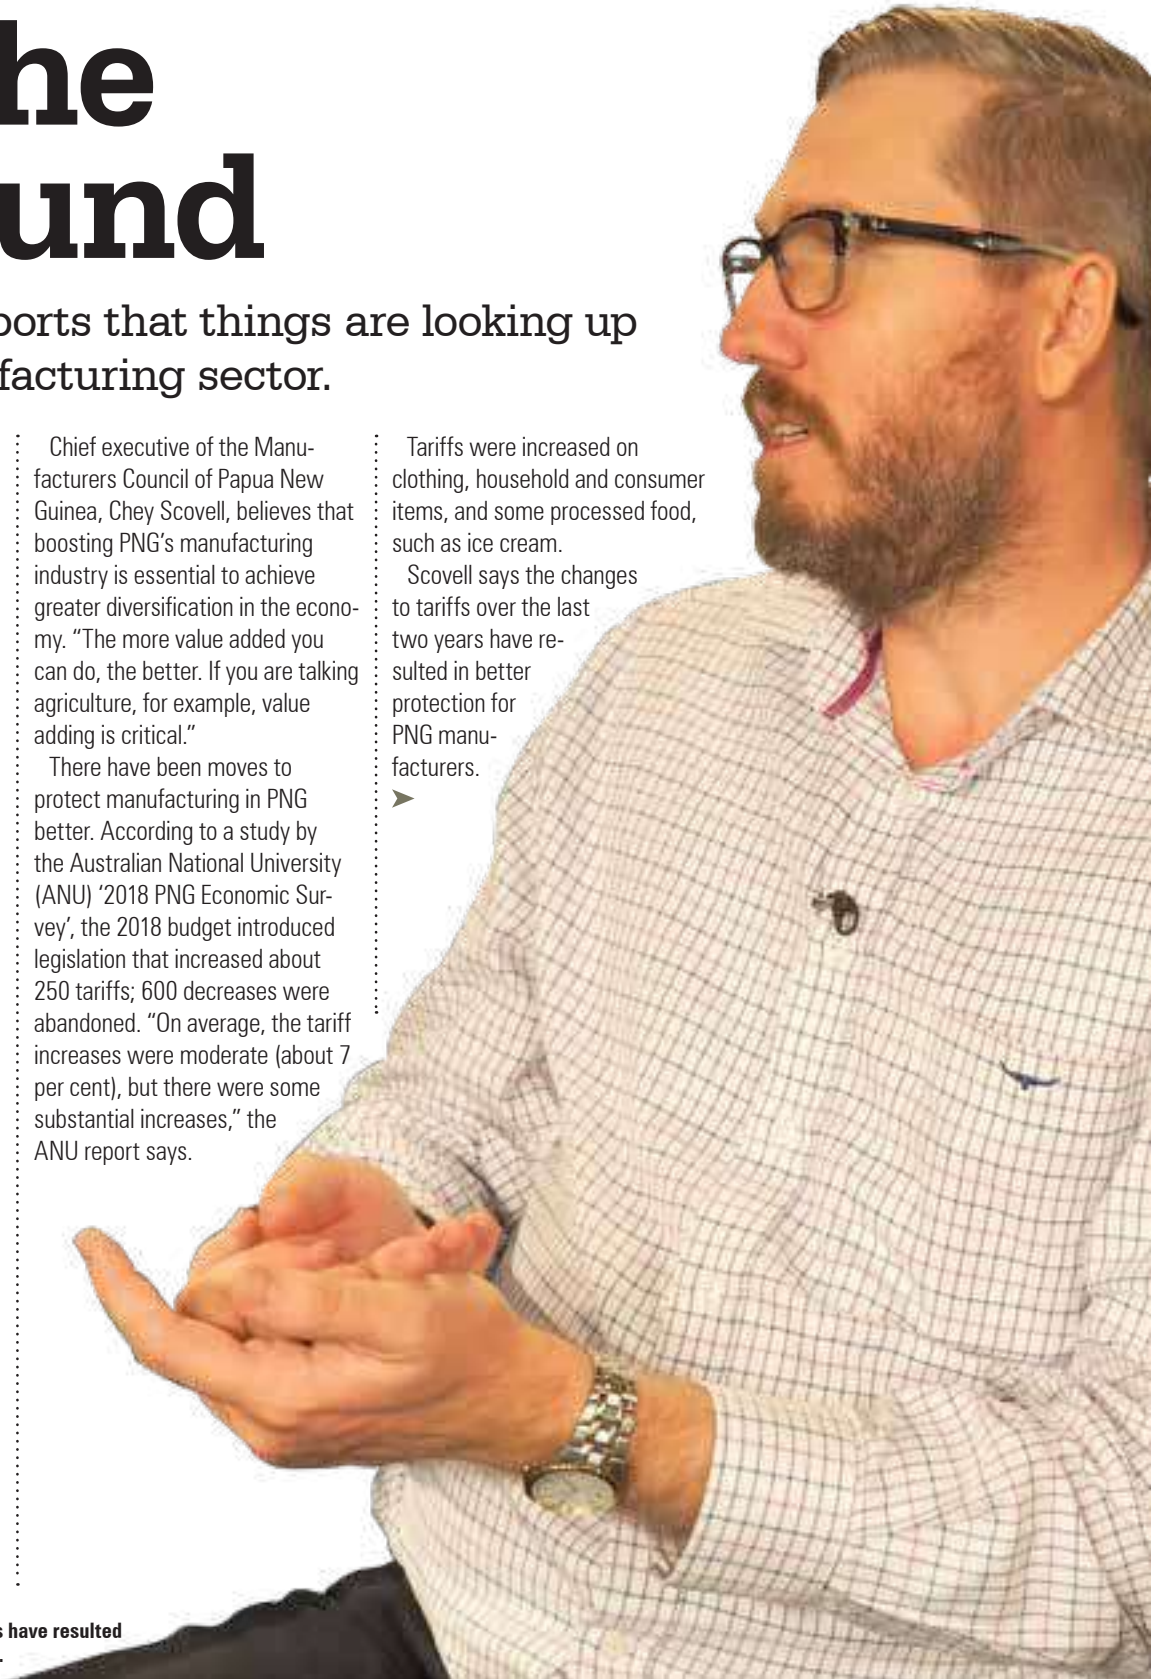 he
und
ports that things are looking up
facturing sector.
Chief executive of the Manu-
facturers Council of Papua New
Guinea, Chey Scovell, believes that
boosting PNG’s manufacturing
industry is essential to achieve
greater diversification in the econo-
my. “The more value added you
can do, the better. If you are talking
agriculture, for example, value
adding is critical.”
There have been moves to
protect manufacturing in PNG
better. According to a study by
the Australian National University
(ANU) ‘2018 PNG Economic Sur-
vey’, the 2018 budget introduced
legislation that increased about
250 tariffs; 600 decreases were
abandoned. “On average, the tariff
increases were moderate (about 7
per cent), but there were some
substantial increases,” the
ANU report says.
Tariffs were increased on
clothing, household and consumer
items, and some processed food,
such as ice cream.
Scovell says the changes
to tariffs over the last
two years have re-
sulted in better
protection for
PNG manu-
facturers.
s have resulted
.